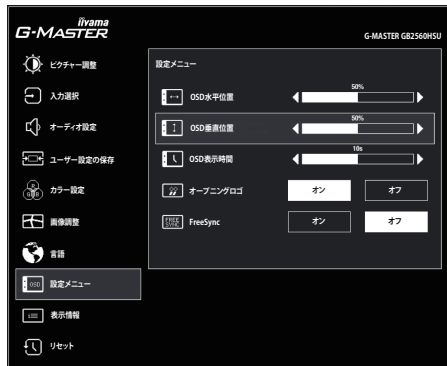 iiyama
G-MASTER
G-MASTER GB2560HSU
ピクチャー調整
入力選択
オーディオ設定
ユーザー設定の保存
カラー設定
画像調整
言語
OSD 設定メニュー
表示情報
リセット
設定メニュー
OSD水平位置 50%
OSD垂直位置 50%
OSD表示時間 10s
オープニングロゴ オン オフ
FREE SYNC FreeSync オン オフ